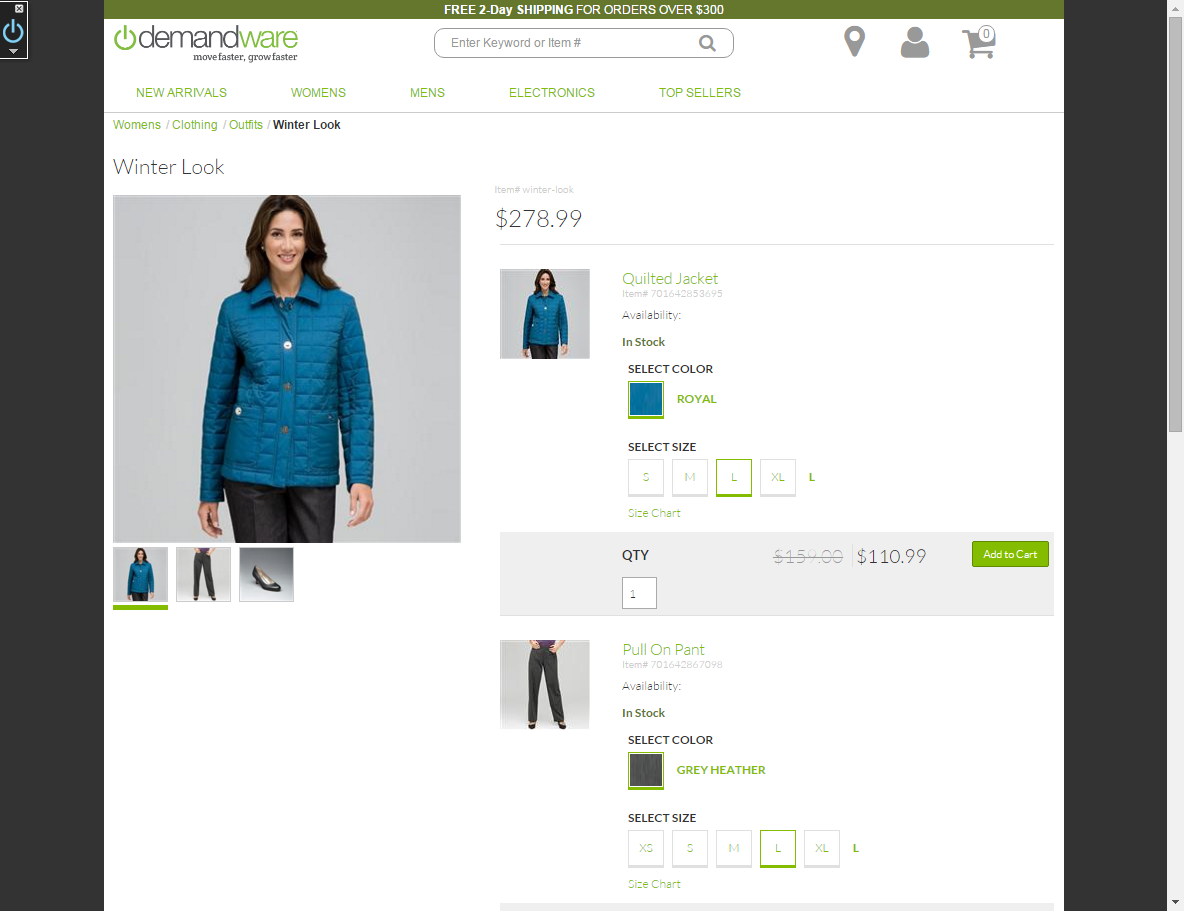 FREE 2-Day SHIPPING FOR ORDERS OVER $300
demandware
move faster, grow faster
Enter Keyword or Item #
0
NEW ARRIVALS WOMENS MENS ELECTRONICS TOP SELLERS
Womens / Clothing / Outfits / Winter Look
Winter Look
Item# winter-look
$278.99
Quilted Jacket
Item# 701642853695
Availability:
In Stock
SELECT COLOR
ROYAL
SELECT SIZE
S M L XL L
Size Chart
QTY $159.00 $110.99 Add to Cart
1
Pull On Pant
Item# 701642867098
Availability:
In Stock
SELECT COLOR
GREY HEATHER
SELECT SIZE
XS S M L XL L
Size Chart